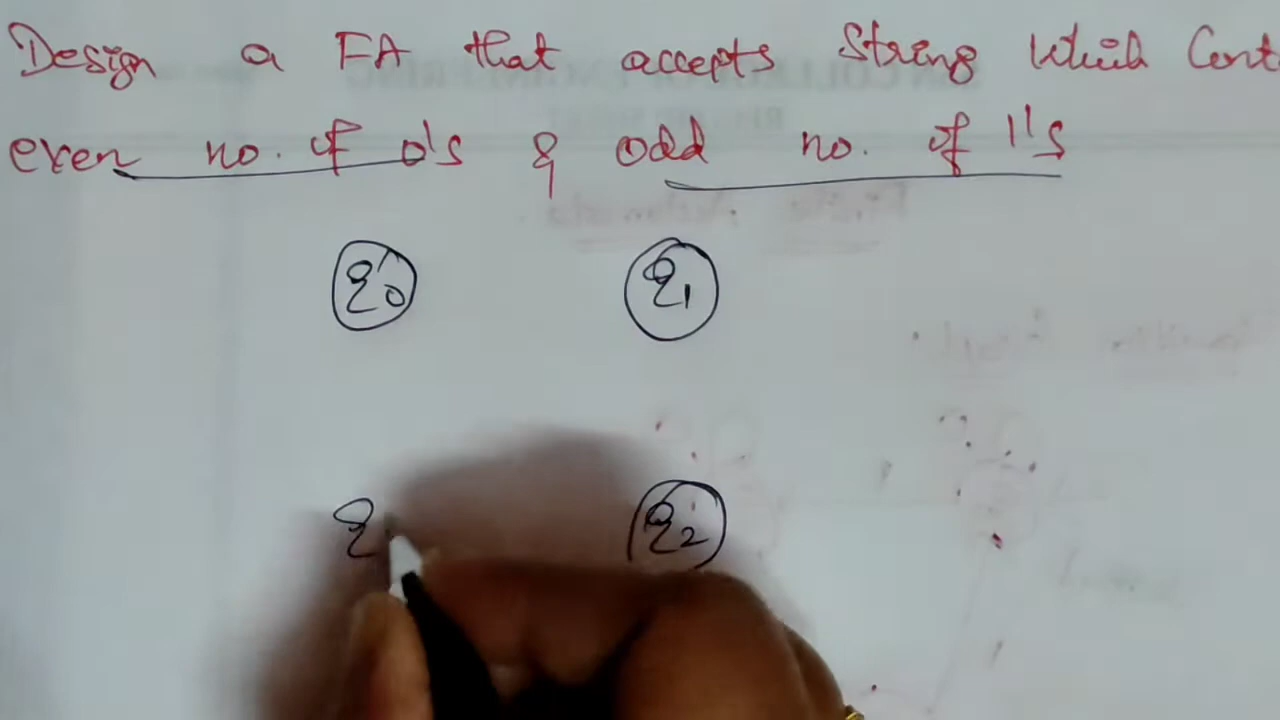 Design a FA that accepts string which Cont
even no. of 0's & odd no. of 1's
q0 q1
q q2